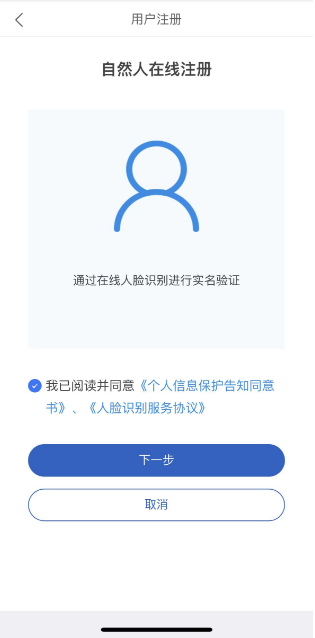 用户注册
自然人在线注册
通过在线人脸识别进行实名验证
我已阅读并同意《个人信息保护告知同意
书》、《人脸识别服务协议》
下一步
取消